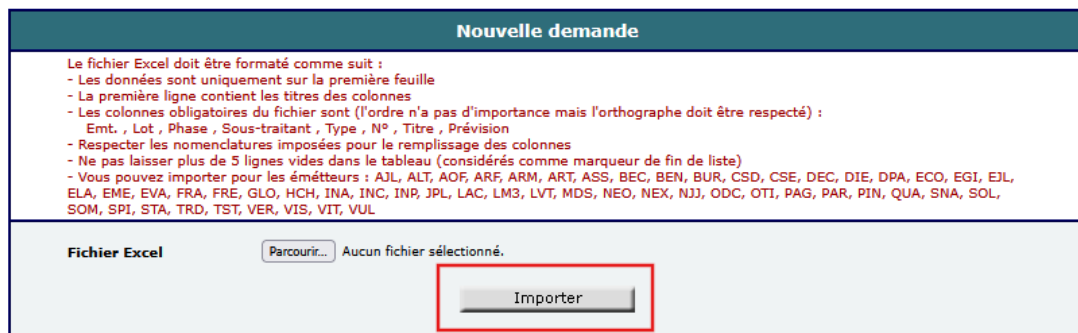 Nouvelle demande
Le fichier Excel doit être formaté comme suit :
- Les données sont uniquement sur la première feuille
- La première ligne contient les titres des colonnes
- Les colonnes obligatoires du fichier sont (l'ordre n'a pas d'importance mais l'orthographe doit être respecté) :
Emt. , Lot , Phase , Sous-traitant , Type , N° , Titre , Prévision
- Respecter les nomenclatures imposées pour le remplissage des colonnes
- Ne pas laisser plus de 5 lignes vides dans le tableau (considérés comme marqueur de fin de liste)
- Vous pouvez importer pour les émetteurs : AJL, ALT, AOF, ARF, ARM, ART, ASS, BEC, BEN, BUR, CSD, CSE, DEC, DIE, DPA, ECO, EGI, EJL,
ELA, EME, EVA, FRA, FRE, GLO, HCH, INA, INC, INP, JPL, LAC, LM3, LVT, MDS, NEO, NEX, NJJ, ODC, OTI, PAG, PAR, PIN, QUA, SNA, SOL,
SOM, SPI, STA, TRD, TST, VER, VIS, VIT, VUL
Fichier Excel Parcourir... Aucun fichier sélectionné.
Importer